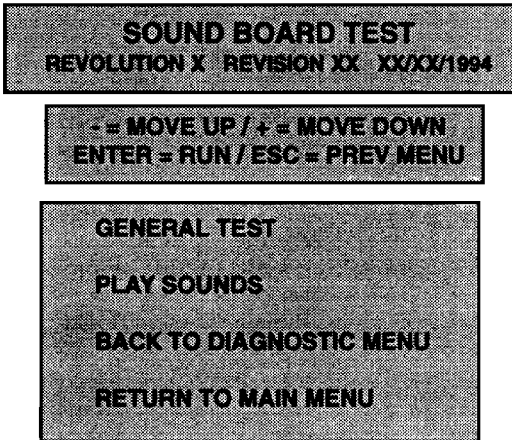 SOUND BOARD TEST
REVOLUTION X REVISION XX XX/XX/1994
- = MOVE UP / + = MOVE DOWN
ENTER = RUN / ESC = PREV MENU
GENERAL TEST
PLAY SOUNDS
BACK TO DIAGNOSTIC MENU
RETURN TO MAIN MENU